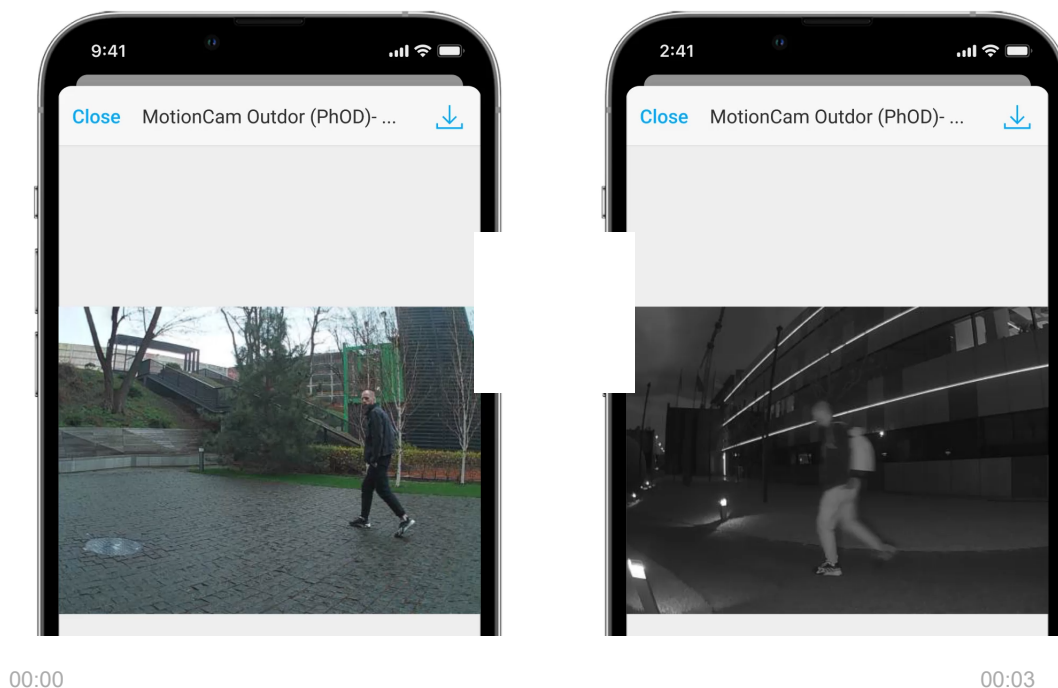 9:41
2:41
Close MotionCam Outdor (PhOD)- ...
Close MotionCam Outdor (PhOD)- ...
00:00
00:03